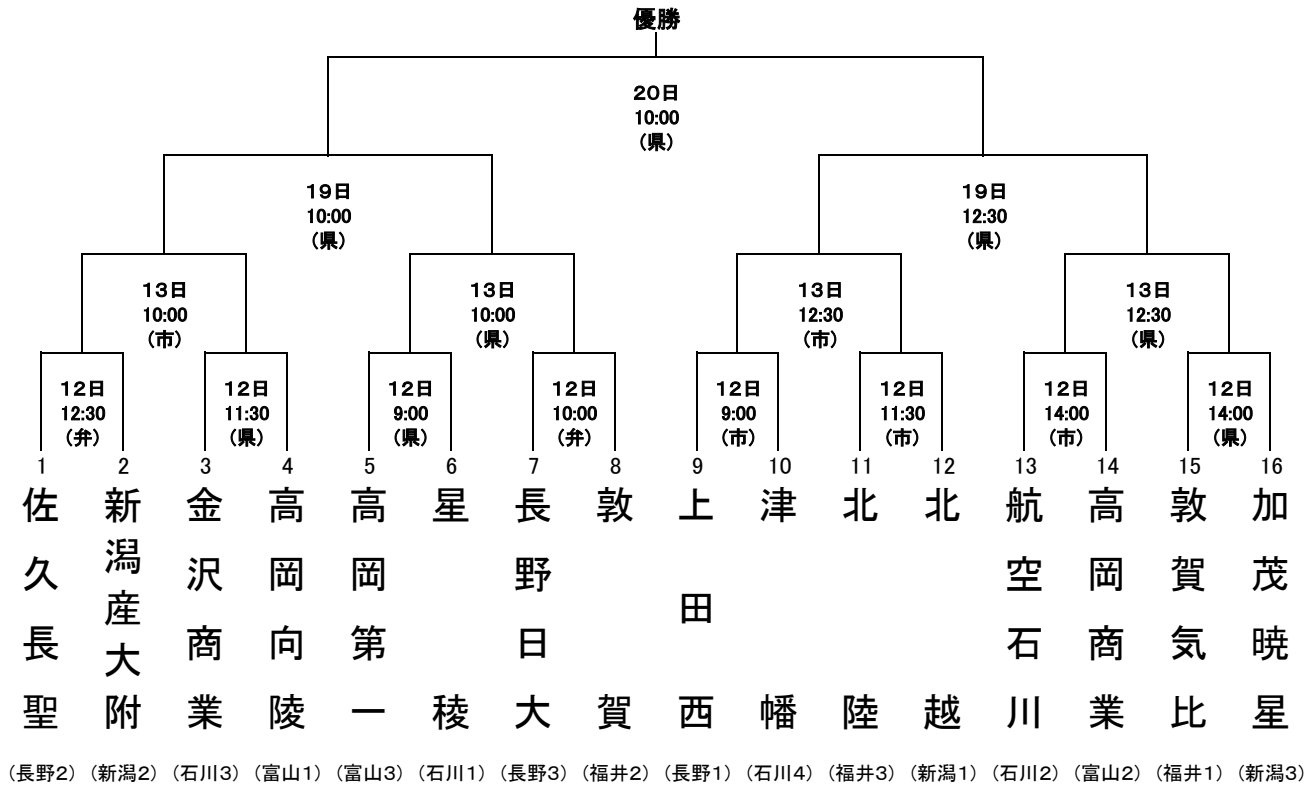 優勝
20日
10:00
(県)
19日
10:00
(県)
19日
12:30
(県)
13日
10:00
(市)
13日
10:00
(県)
13日
12:30
(市)
13日
12:30
(県)
12日
12:30
(弁)
12日
11:30
(県)
12日
9:00
(県)
12日
10:00
(弁)
12日
9:00
(市)
12日
11:30
(市)
12日
14:00
(市)
12日
14:00
(県)
1 2 3 4 5 6 7 8 9 10 11 12 13 14 15 16
佐久長聖
新潟産大附
金沢商業
高岡向陵
高岡第一
星稜
長野日大
敦賀
上田西
津幡
北陸
北越
航空石川
高岡商業
敦賀気比
加茂暁星
(長野2) (新潟2) (石川3) (富山1) (富山3) (石川1) (長野3) (福井2) (長野1) (石川4) (福井3) (新潟1) (石川2) (富山2) (福井1) (新潟3)